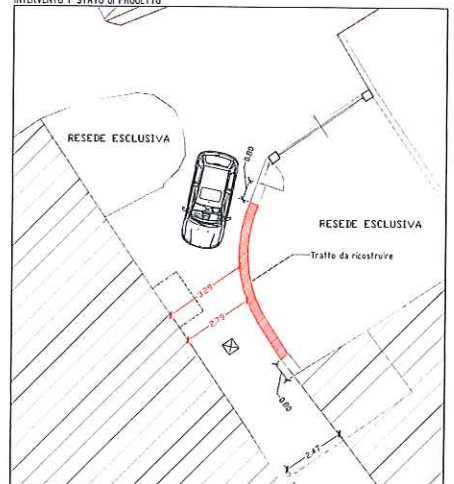 INTERVENTO 1 STATO di PROGETTO
RESEDE ESCLUSIVA
0.80
RESEDE ESCLUSIVA
Tratto da ricostruire
3.29
2.79
0.80
2.47